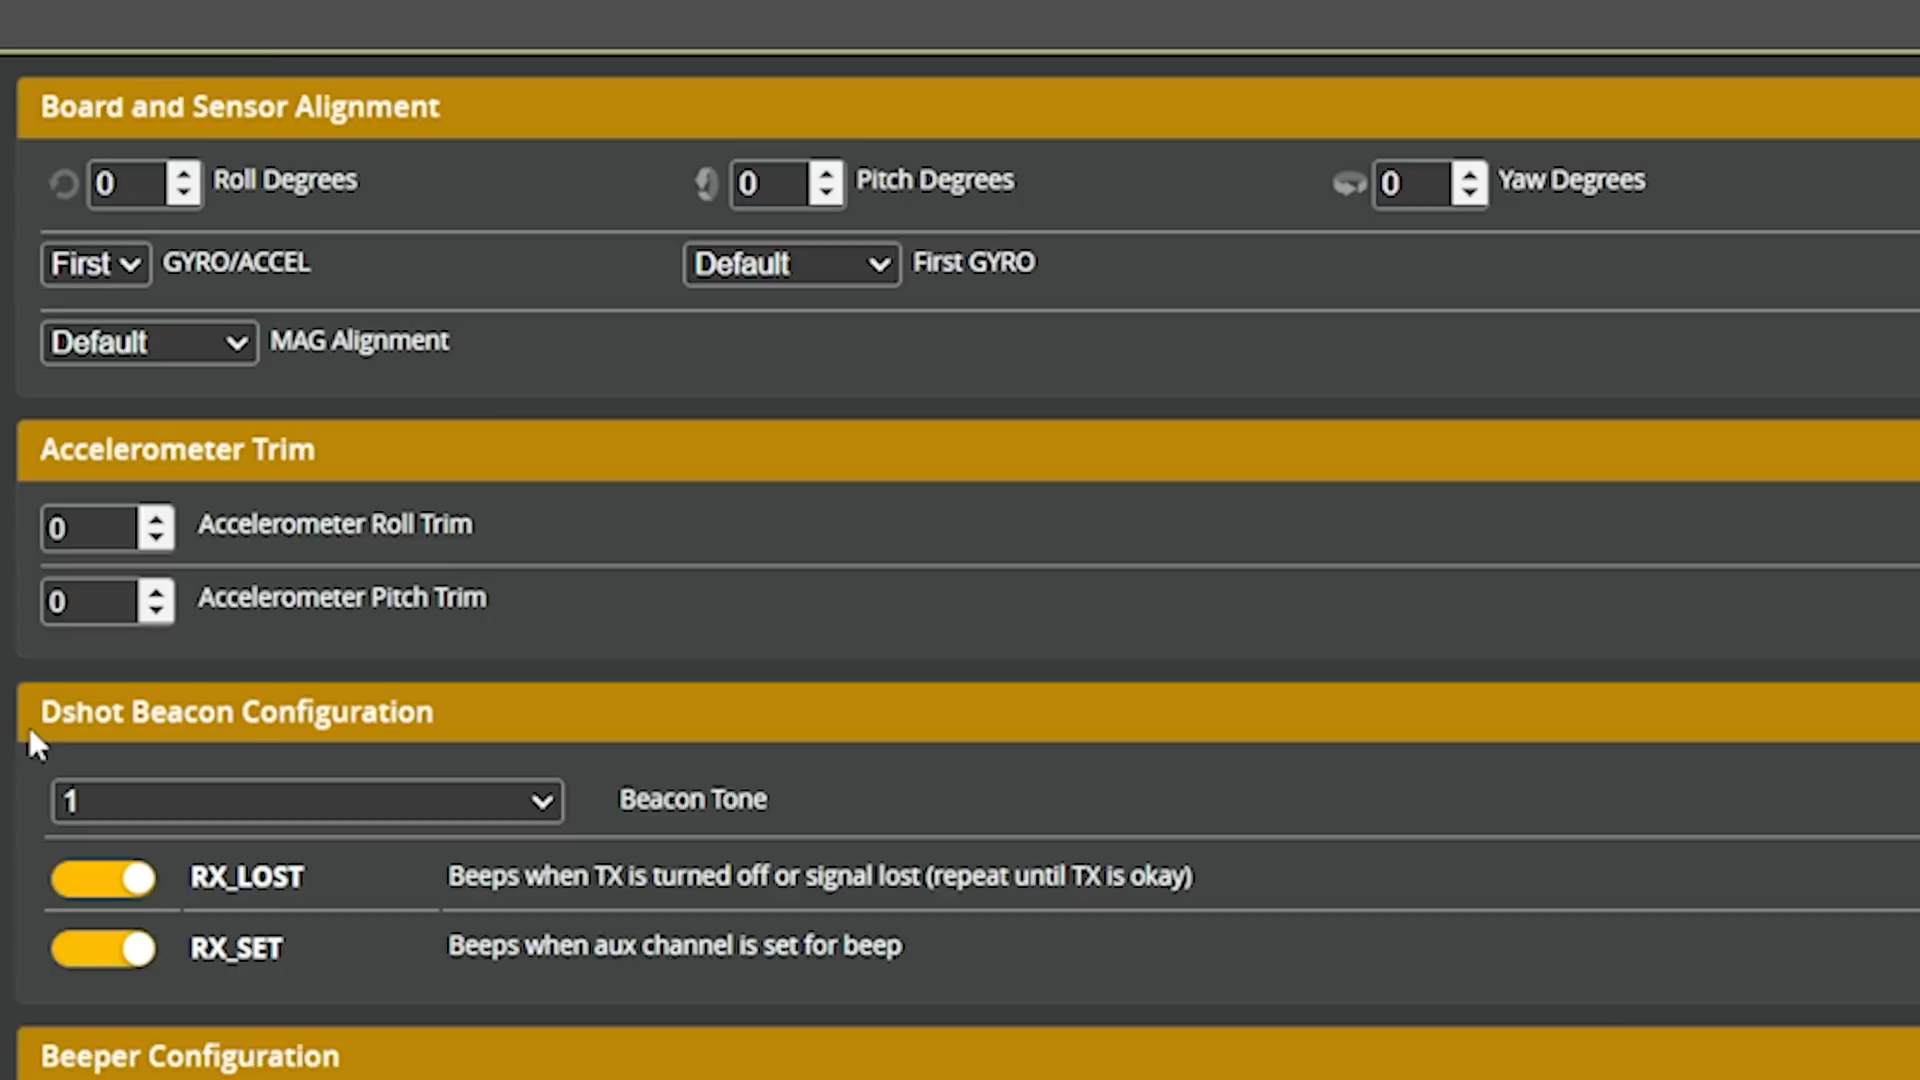 Board and Sensor Alignment
0 Roll Degrees 0 Pitch Degrees 0 Yaw Degrees
First GYRO/ACCEL Default First GYRO
Default MAG Alignment
Accelerometer Trim
0 Accelerometer Roll Trim
0 Accelerometer Pitch Trim
Dshot Beacon Configuration
1 Beacon Tone
RX_LOST Beeps when TX is turned off or signal lost (repeat until TX is okay)
RX_SET Beeps when aux channel is set for beep
Beeper Configuration